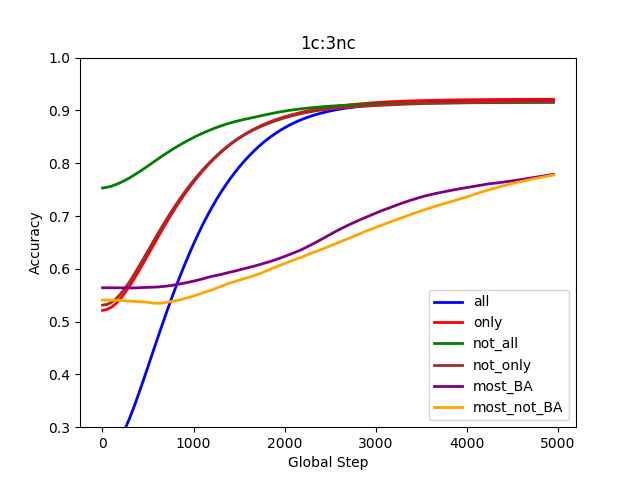 1c:3nc
1.0
0.9
0.8
0.7
0.6
0.5
0.4
0.3
Accuracy
0 1000 2000 3000 4000 5000
Global Step
all
only
not_all
not_only
most_BA
most_not_BA